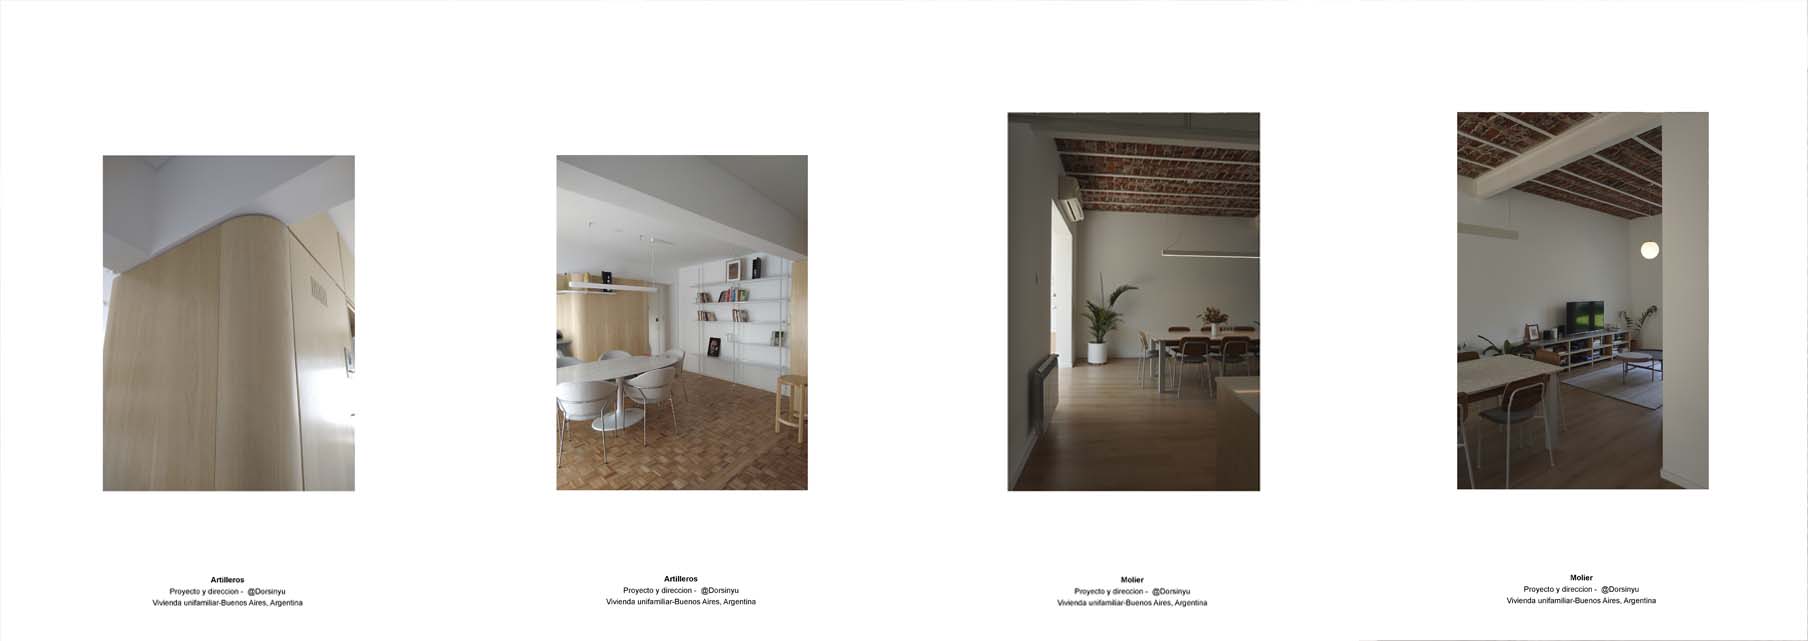 Artilleros
Proyecto y direccion - @Dorsinyu
Vivienda unifamiliar-Buenos Aires, Argentina
Artilleros
Proyecto y direccion - @Dorsinyu
Vivienda unifamiliar-Buenos Aires, Argentina
Molier
Proyecto y direccion - @Dorsinyu
Vivienda unifamiliar-Buenos Aires, Argentina
Molier
Proyecto y direccion - @Dorsinyu
Vivienda unifamiliar-Buenos Aires, Argentina